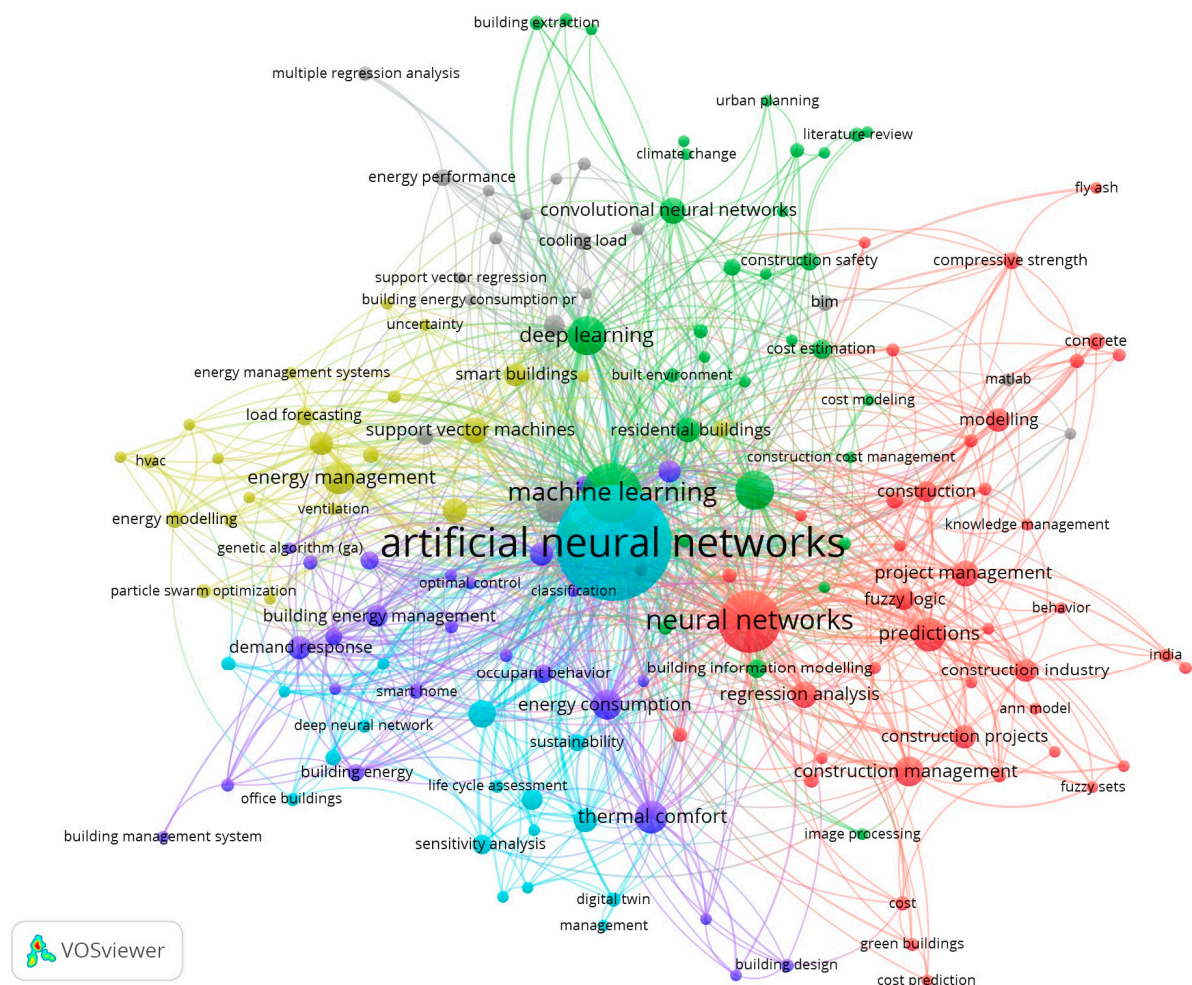 building extraction
multiple regression analysis
urban planning
literature review
climate change
energy performance
fly ash
convolutional neural networks
cooling load
construction safety
compressive strength
support vector regression
building energy consumption pr
bim
uncertainty
deep learning
concrete
cost estimation
energy management systems
smart buildings
built environment
matlab
cost modeling
load forecasting
modelling
support vector machines
residential buildings
hvac
construction cost management
energy management
machine learning
construction
ventilation
energy modelling
knowledge management
genetic algorithm (ga)
artificial neural networks
project management
optimal control
particle swarm optimization
classification
fuzzy logic
behavior
building energy management
neural networks
predictions
demand response
india
occupant behavior
building information modelling
construction industry
smart home
energy consumption
regression analysis
ann model
deep neural network
sustainability
construction projects
building energy
construction management
life cycle assessment
fuzzy sets
office buildings
thermal comfort
building management system
image processing
sensitivity analysis
digital twin
cost
management
green buildings
VOSviewer
building design
cost prediction